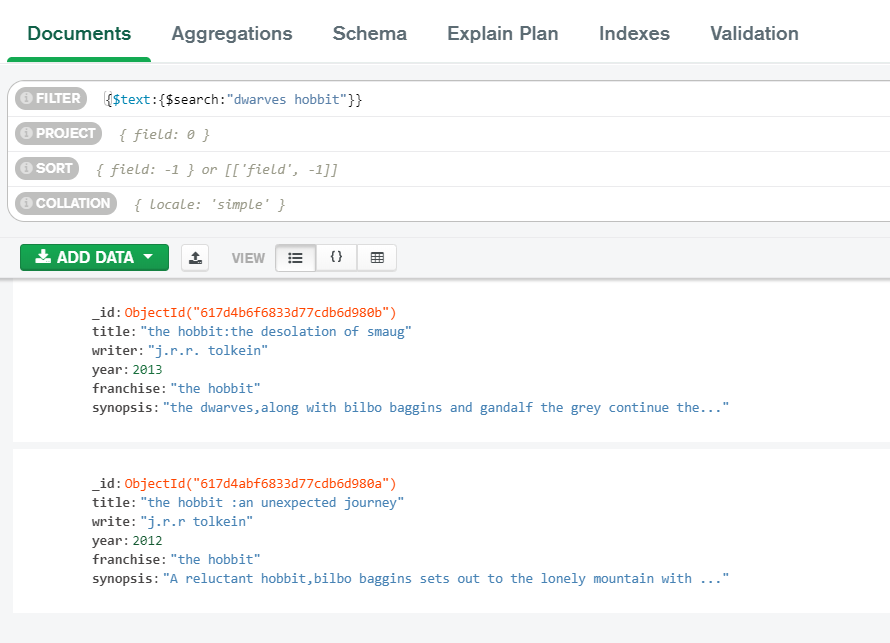 Documents Aggregations Schema Explain Plan Indexes Validation
FILTER {$text:{$search:"dwarves hobbit"}}
PROJECT { field: 0 }
SORT { field: -1 } or [['field', -1]]
COLLATION { locale: 'simple' }
ADD DATA VIEW {}
_id: ObjectId("617d4b6f6833d77cdb6d980b")
title: "the hobbit:the desolation of smaug"
writer: "j.r.r. tolkein"
year: 2013
franchise: "the hobbit"
synopsis: "the dwarves,along with bilbo baggins and gandalf the grey continue the..."
_id: ObjectId("617d4abf6833d77cdb6d980a")
title: "the hobbit :an unexpected journey"
write: "j.r.r tolkein"
year: 2012
franchise: "the hobbit"
synopsis: "A reluctant hobbit,bilbo baggins sets out to the lonely mountain with ..."